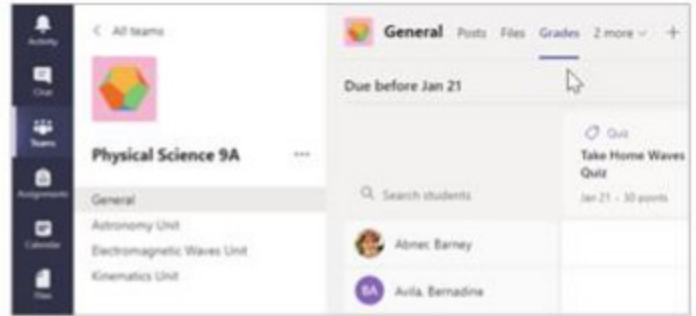 Activity
Chat
Teams
Assignments
Calendar
Files
All teams
Physical Science 9A
General
Astronomy Unit
Electromagnetic Waves Unit
Kinematics Unit
General Posts Files Grades 2 more +
Due before Jan 21
Quiz
Take Home Waves
Quiz
Jan 21 - 30 points
Search students
Abner, Barney
BA Avila, Bernadine